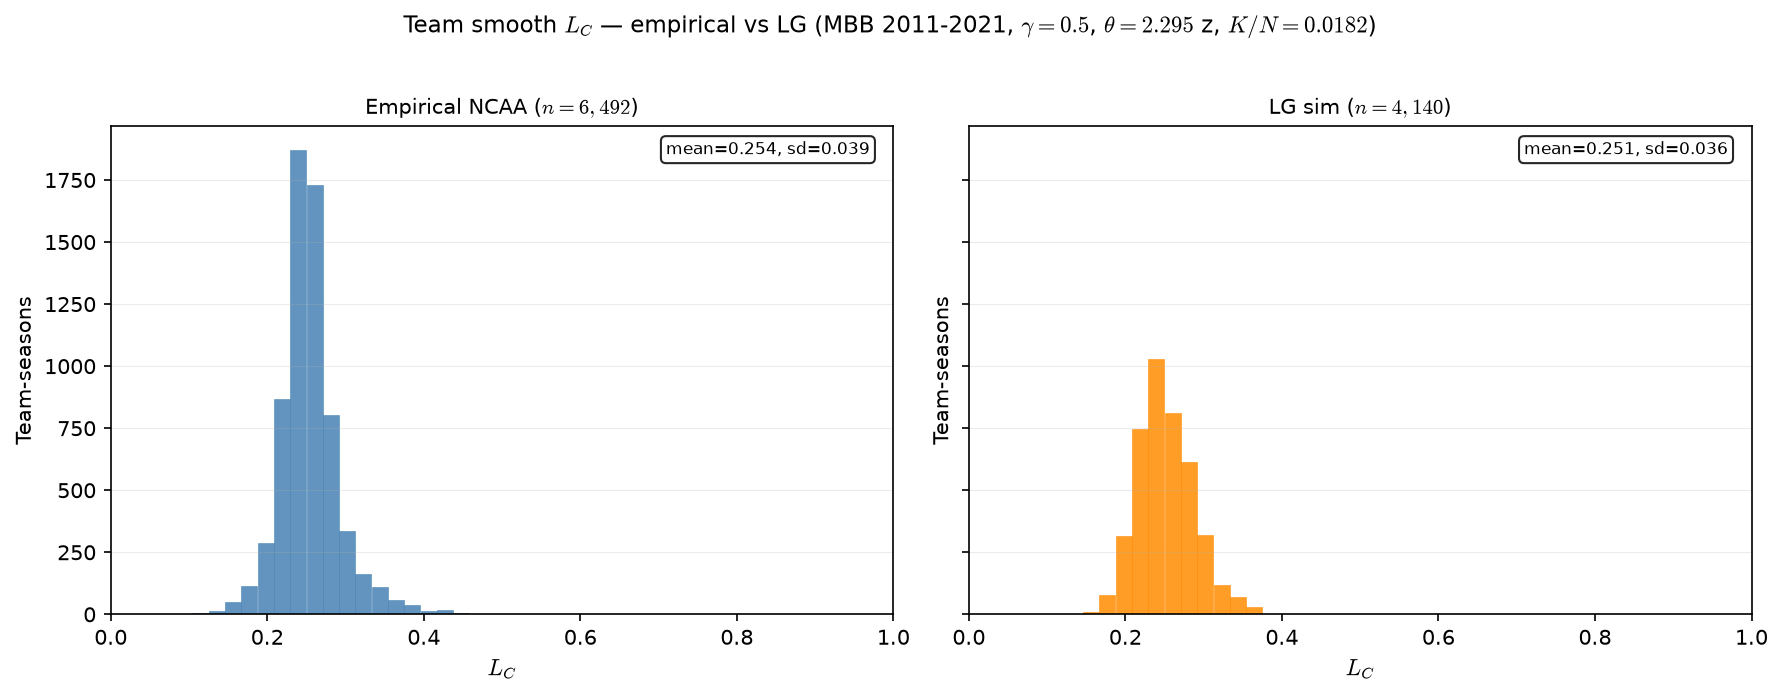 Team smooth L_C — empirical vs LG (MBB 2011-2021, γ = 0.5, θ = 2.295 z, K/N = 0.0182)
Empirical NCAA (n = 6, 492)
mean=0.254, sd=0.039
Team-seasons
1750
1500
1250
1000
750
500
250
0
0.0 0.2 0.4 0.6 0.8 1.0
L_C
LG sim (n = 4, 140)
mean=0.251, sd=0.036
Team-seasons
0.0 0.2 0.4 0.6 0.8 1.0
L_C